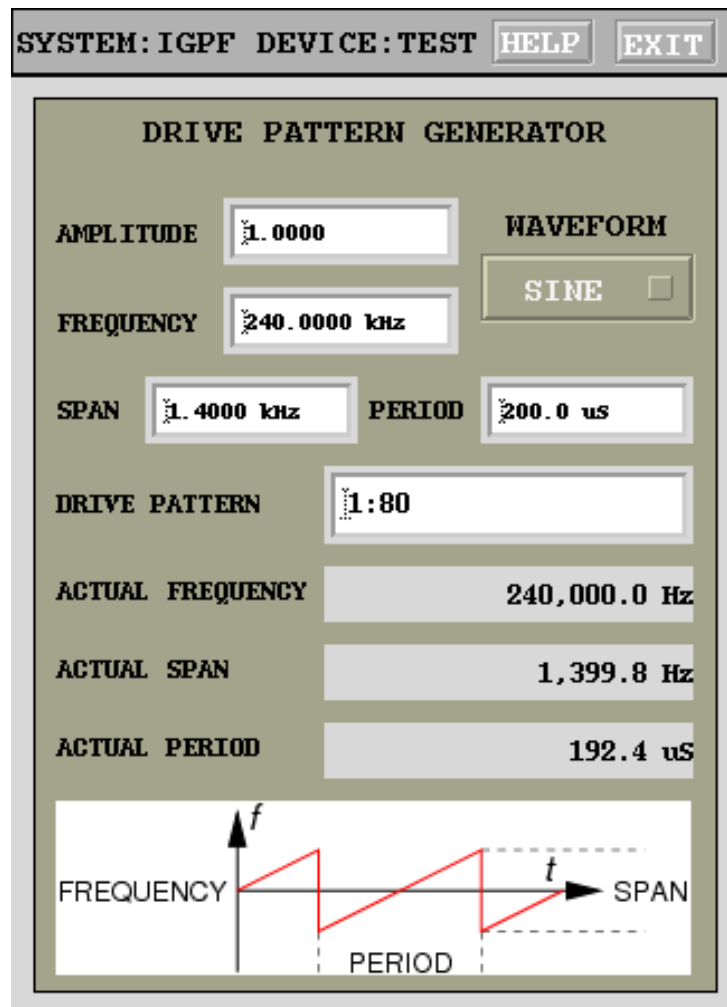 SYSTEM:IGPF DEVICE:TEST HELP EXIT
DRIVE PATTERN GENERATOR
AMPLITUDE 1.0000 WAVEFORM
SINE
FREQUENCY 240.0000 kHz
SPAN 1.4000 kHz PERIOD 200.0 uS
DRIVE PATTERN 1:80
ACTUAL FREQUENCY 240,000.0 Hz
ACTUAL SPAN 1,399.8 Hz
ACTUAL PERIOD 192.4 uS
f
FREQUENCY t SPAN
PERIOD